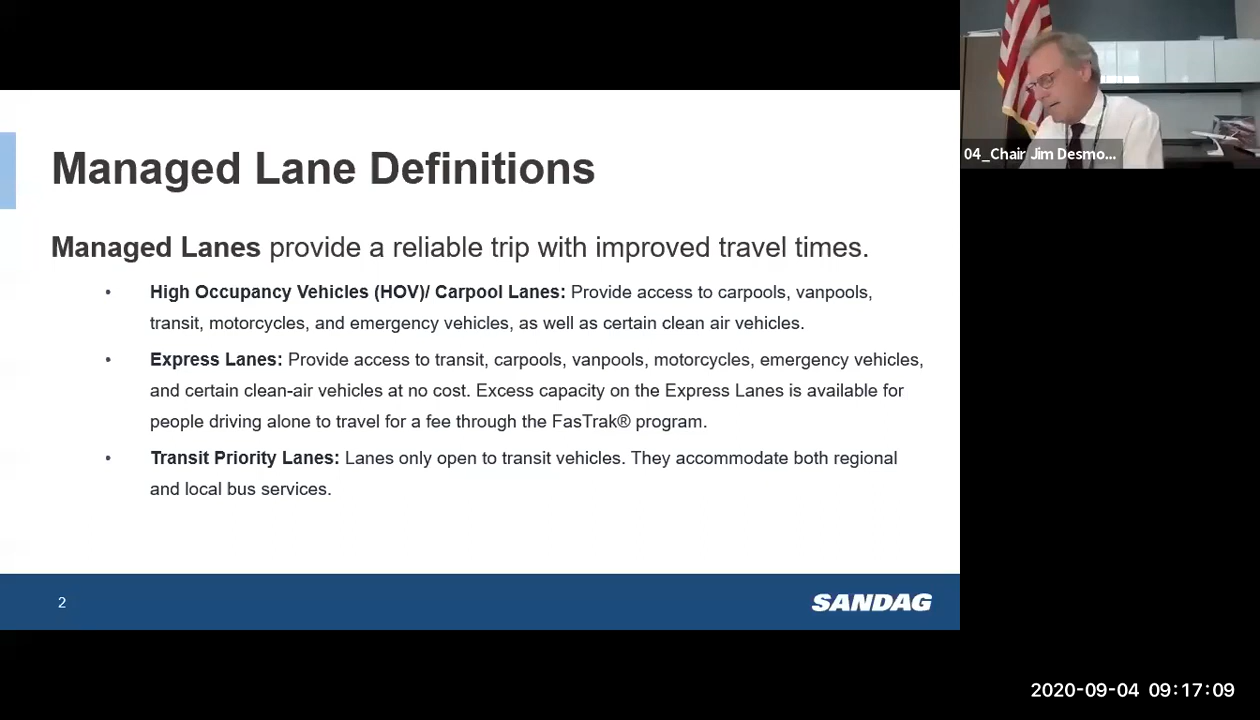 Managed Lane Definitions
Managed Lanes provide a reliable trip with improved travel times.
• High Occupancy Vehicles (HOV)/ Carpool Lanes: Provide access to carpools, vanpools,
transit, motorcycles, and emergency vehicles, as well as certain clean air vehicles.
• Express Lanes: Provide access to transit, carpools, vanpools, motorcycles, emergency vehicles,
and certain clean-air vehicles at no cost. Excess capacity on the Express Lanes is available for
people driving alone to travel for a fee through the FasTrak® program.
• Transit Priority Lanes: Lanes only open to transit vehicles. They accommodate both regional
and local bus services.
2
SANDAG
04_Chair Jim Desmo...
2020-09-04 09:17:09